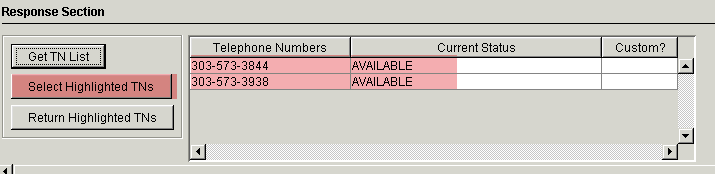 Response Section
Get TN List
Select Highlighted TNs
Return Highlighted TNs
Telephone Numbers Current Status Custom?
303-573-3844 AVAILABLE
303-573-3938 AVAILABLE